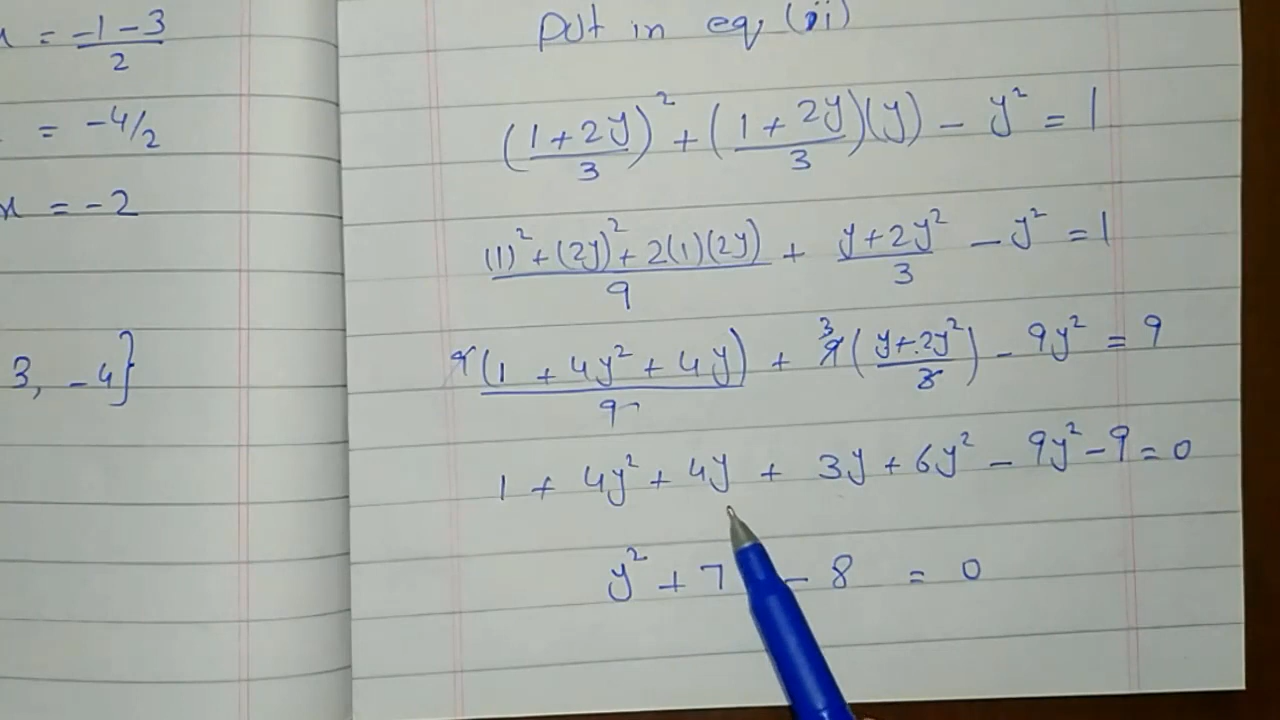 x = -1-3/2
= -4/2
x = -2
3, -4}
Put in eq (ii)
(1+2y/3)² + (1+2y/3)(y) - y² = 1
(1)²+(2y)²+2(1)(2y)/9 + y+2y²/3 - y² = 1
9(1 + 4y² + 4y)/9 + 3 9(y+2y²/3) - 9y² = 9
1 + 4y² + 4y + 3y + 6y² - 9y² - 9 = 0
y² + 7 - 8 = 0